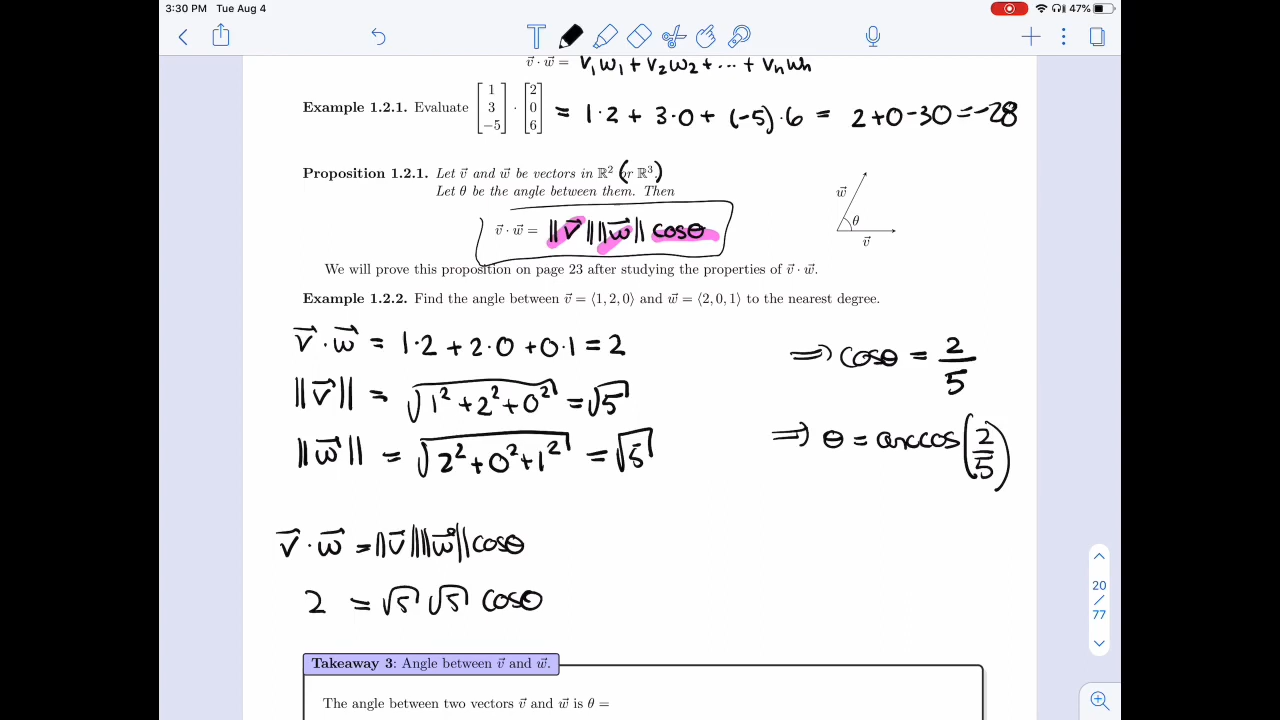 3:30 PM Tue Aug 4 47%
v⃗ · w⃗ = v₁w₁ + v₂w₂ + ... + vₙwₙ
Example 1.2.1. Evaluate [1 3 −5] · [2 0 6] = 1·2 + 3·0 + (−5)·6 = 2+0−30=−28
Proposition 1.2.1. Let v⃗ and w⃗ be vectors in ℝ² (or ℝ³.)
Let θ be the angle between them. Then
v⃗ · w⃗ = ||v⃗|| ||w⃗|| cosθ
w⃗
θ
v⃗
We will prove this proposition on page 23 after studying the properties of v⃗ · w⃗.
Example 1.2.2. Find the angle between v⃗ = ⟨1, 2, 0⟩ and w⃗ = ⟨2, 0, 1⟩ to the nearest degree.
v⃗ · w⃗ = 1·2 + 2·0 + 0·1 = 2
||v⃗|| = √(1² + 2² + 0²) = √5
||w⃗|| = √(2² + 0² + 1²) = √5
v⃗ · w⃗ = ||v⃗|| ||w⃗|| cosθ
2 = √5 √5 cosθ
⟹ cosθ = 2/5
⟹ θ = arccos(2/5)
Takeaway 3: Angle between v⃗ and w⃗.
The angle between two vectors v⃗ and w⃗ is θ =
20
/
77